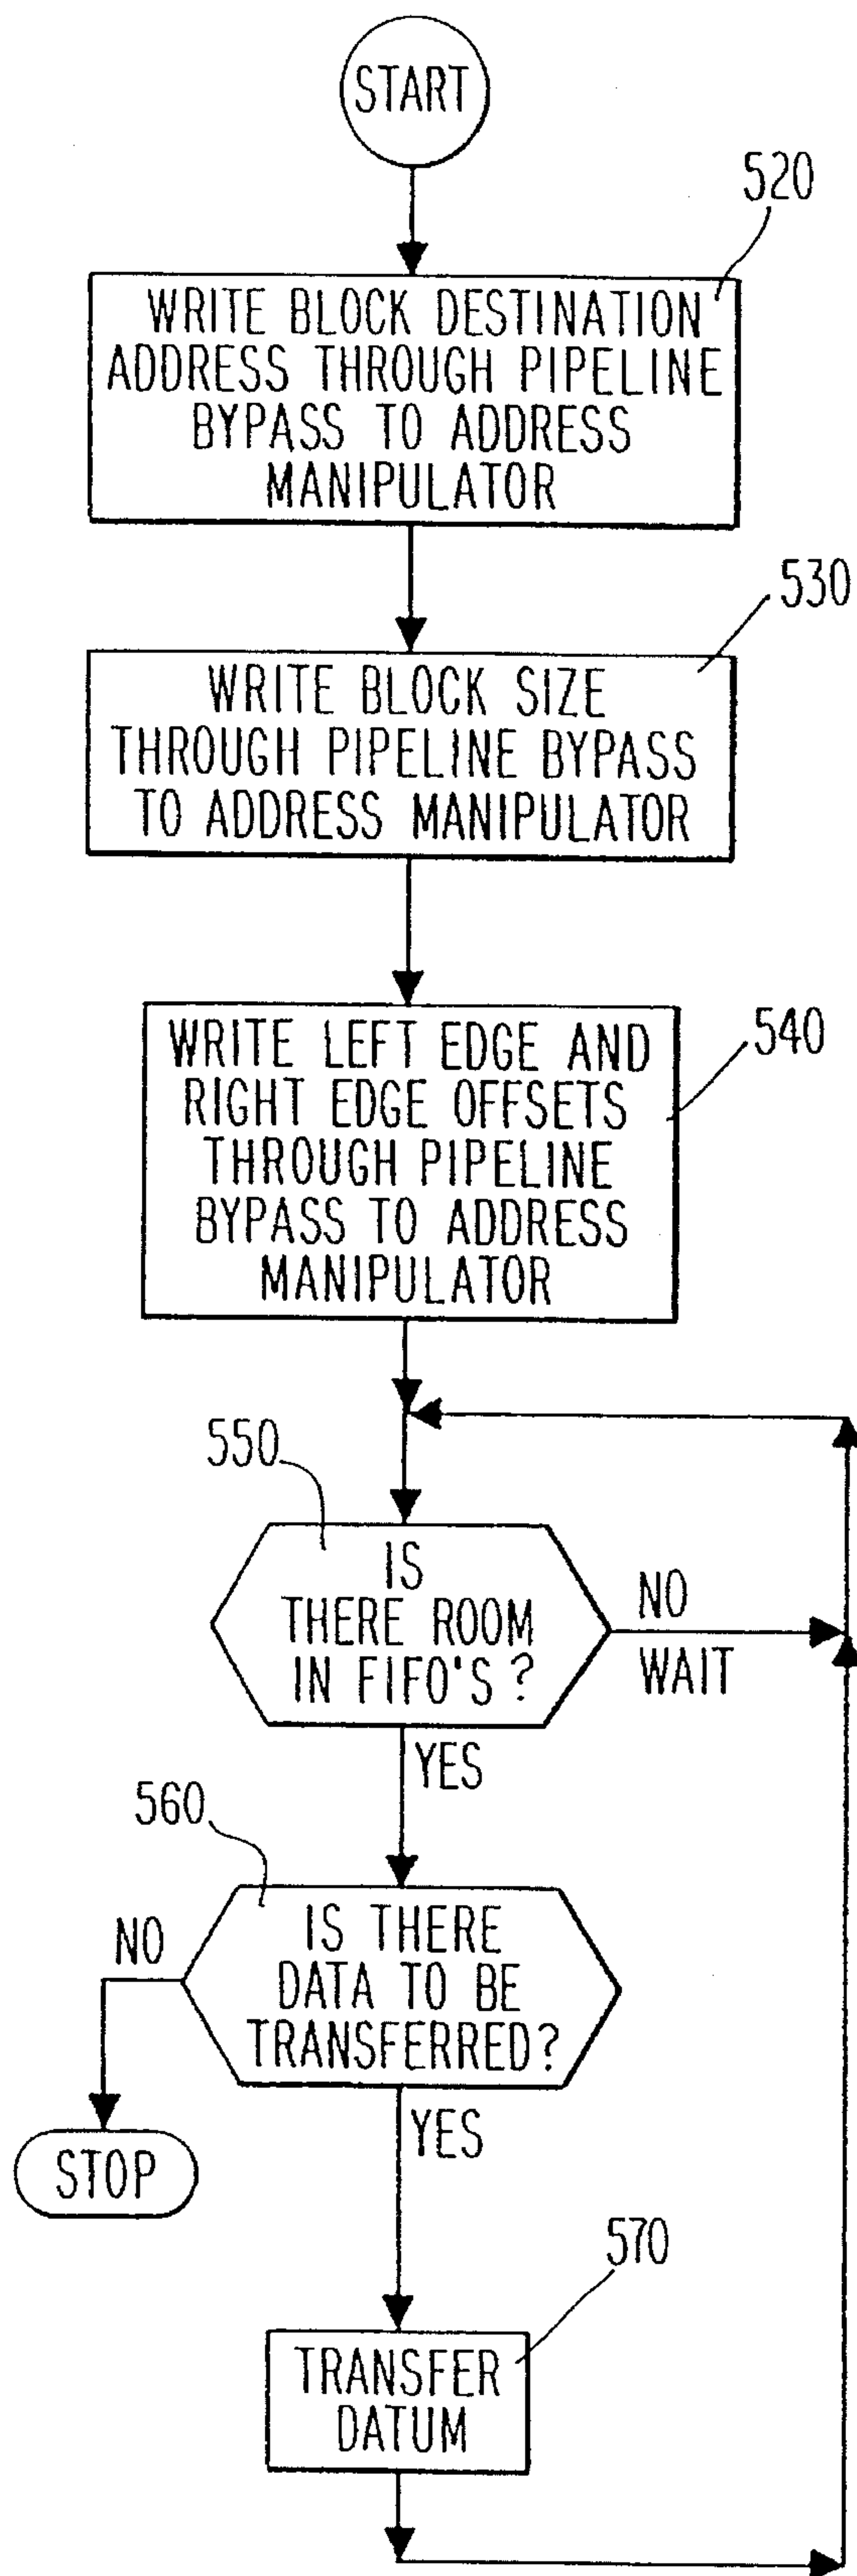 START
520
WRITE BLOCK DESTINATION
ADDRESS THROUGH PIPELINE
BYPASS TO ADDRESS
MANIPULATOR
530
WRITE BLOCK SIZE
THROUGH PIPELINE BYPASS
TO ADDRESS MANIPULATOR
540
WRITE LEFT EDGE AND
RIGHT EDGE OFFSETS
THROUGH PIPELINE
BYPASS TO ADDRESS
MANIPULATOR
550
IS
THERE ROOM
IN FIFO'S ?
NO
WAIT
YES
560
IS THERE
DATA TO BE
TRANSFERRED?
NO
STOP
YES
570
TRANSFER
DATUM